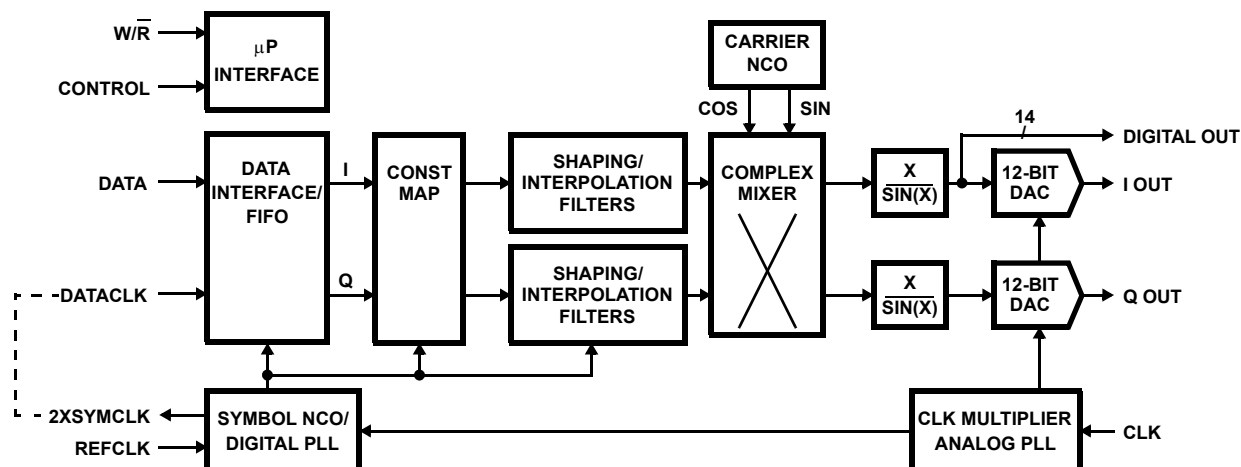 W/R̅
CONTROL
μP
INTERFACE
CARRIER
NCO
COS
SIN
14
DIGITAL OUT
DATA
DATA
INTERFACE/
FIFO
I
CONST
MAP
SHAPING/
INTERPOLATION
FILTERS
COMPLEX
MIXER
X
SIN(X)
12-BIT
DAC
I OUT
DATACLK
Q
SHAPING/
INTERPOLATION
FILTERS
X
SIN(X)
12-BIT
DAC
Q OUT
2XSYMCLK
REFCLK
SYMBOL NCO/
DIGITAL PLL
CLK MULTIPLIER
ANALOG PLL
CLK